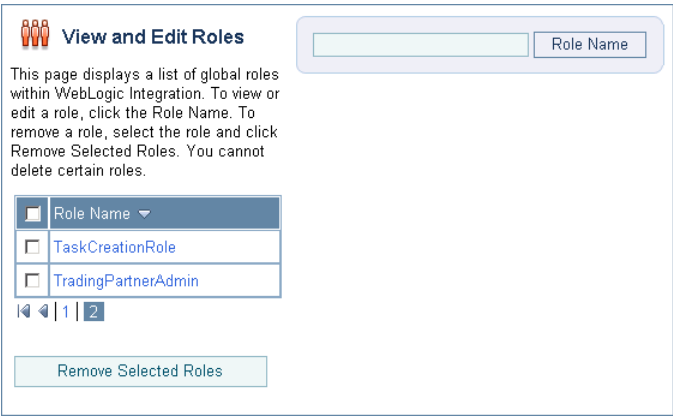 View and Edit Roles
Role Name
This page displays a list of global roles
within WebLogic Integration. To view or
edit a role, click the Role Name. To
remove a role, select the role and click
Remove Selected Roles. You cannot
delete certain roles.
Role Name
TaskCreationRole
TradingPartnerAdmin
1 2
Remove Selected Roles